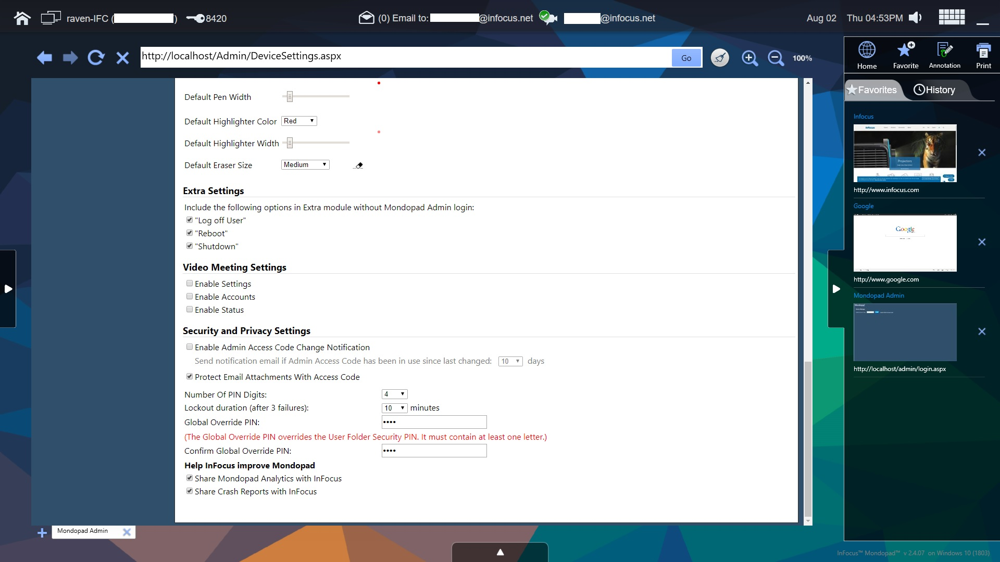 raven-IFC ( ) 8420 (0) Email to: @infocus.net @infocus.net Aug 02 Thu 04:53PM
http://localhost/Admin/DeviceSettings.aspx Go 100%
Home Favorite Annotation Print
Favorites History
Default Pen Width
Default Highlighter Color Red
Default Highlighter Width
Default Eraser Size Medium
Extra Settings
Include the following options in Extra module without Mondopad Admin login:
"Log off User"
"Reboot"
"Shutdown"
Video Meeting Settings
Enable Settings
Enable Accounts
Enable Status
Security and Privacy Settings
Enable Admin Access Code Change Notification
Send notification email if Admin Access Code has been in use since last changed: 10 days
Protect Email Attachments With Access Code
Number Of PIN Digits: 4
Lockout duration (after 3 failures): 10 minutes
Global Override PIN: ••••
(The Global Override PIN overrides the User Folder Security PIN. It must contain at least one letter.)
Confirm Global Override PIN: ••••
Help InFocus improve Mondopad
Share Mondopad Analytics with InFocus
Share Crash Reports with InFocus
Infocus
InFocus
Projectors
http://www.infocus.com
Google
Google
http://www.google.com
Mondopad Admin
Mondopad
http://localhost/admin/login.aspx
Mondopad Admin
InFocus™ Mondopad™ v 2.4.07 on Windows 10 (1803)